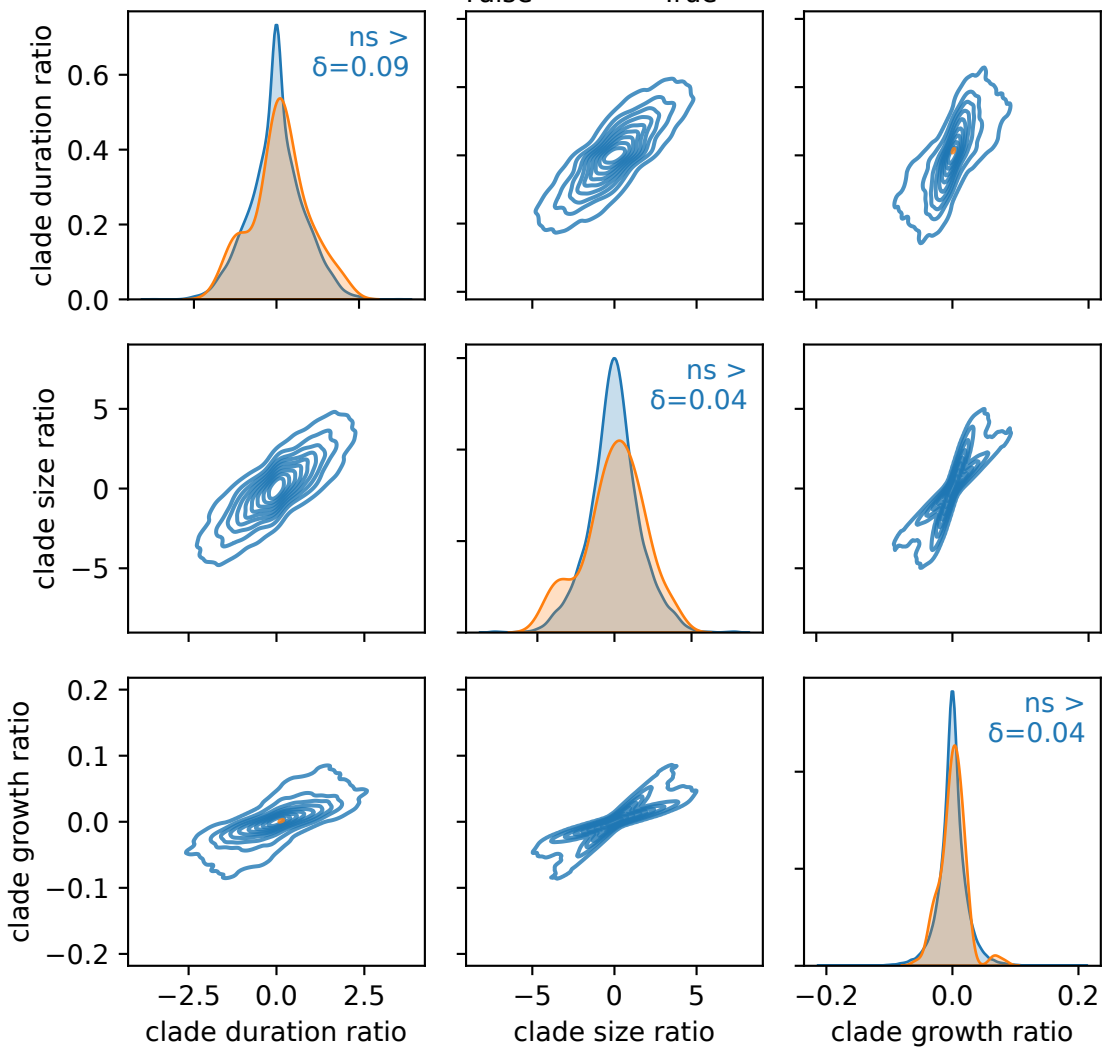 clade duration ratio
0.6
0.4
0.2
0.0
ns >
δ=0.09
clade size ratio
5
0
−5
ns >
δ=0.04
clade growth ratio
0.2
0.1
0.0
−0.1
−0.2
ns >
δ=0.04
−2.5 0.0 2.5
clade duration ratio
−5 0 5
clade size ratio
−0.2 0.0 0.2
clade growth ratio